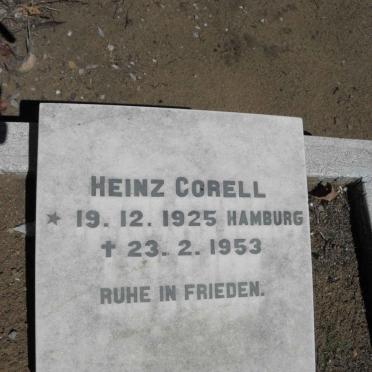 HEINZ CORELL
* 19. 12. 1925 HAMBURG
✝ 23. 2. 1953
RUHE IN FRIEDEN.